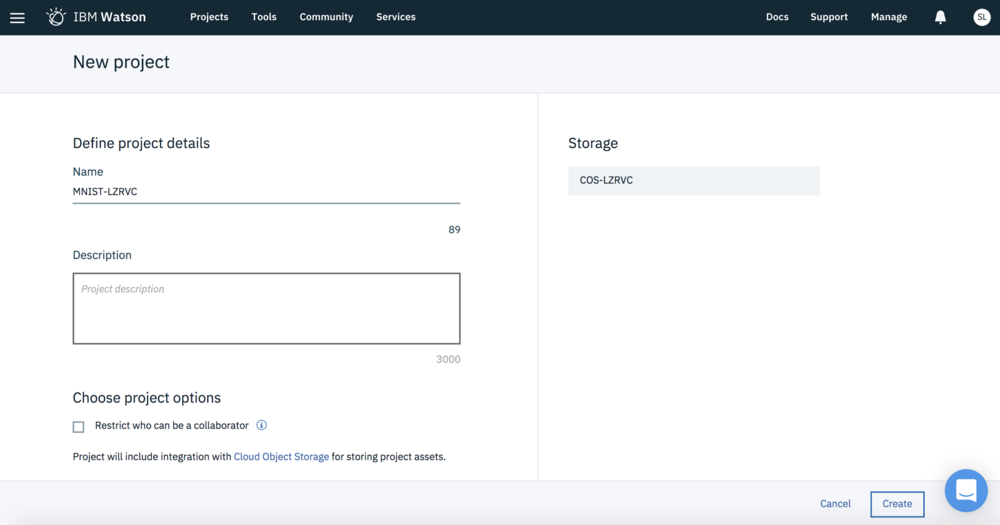 IBM Watson
Projects
Tools
Community
Services
Docs
Support
Manage
SL
New project
Define project details
Name
MNIST-LZRVC
89
Description
Project description
3000
Choose project options
Restrict who can be a collaborator
Project will include integration with Cloud Object Storage for storing project assets.
Storage
COS-LZRVC
Cancel
Create